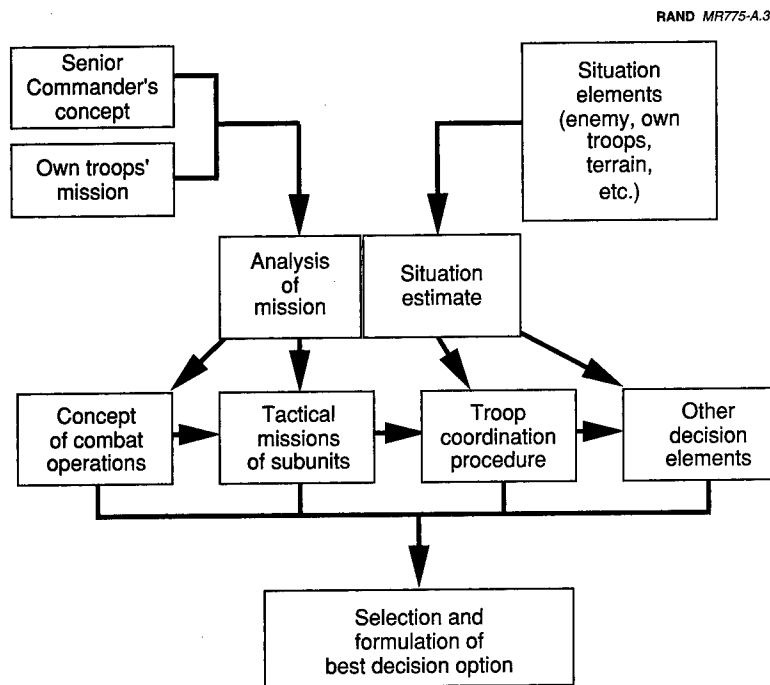 RAND MR775-A.3
Senior
Commander's
concept
Own troops'
mission
Situation
elements
(enemy, own
troops,
terrain,
etc.)
Analysis
of
mission
Situation
estimate
Concept
of combat
operations
Tactical
missions
of subunits
Troop
coordination
procedure
Other
decision
elements
Selection and
formulation of
best decision option